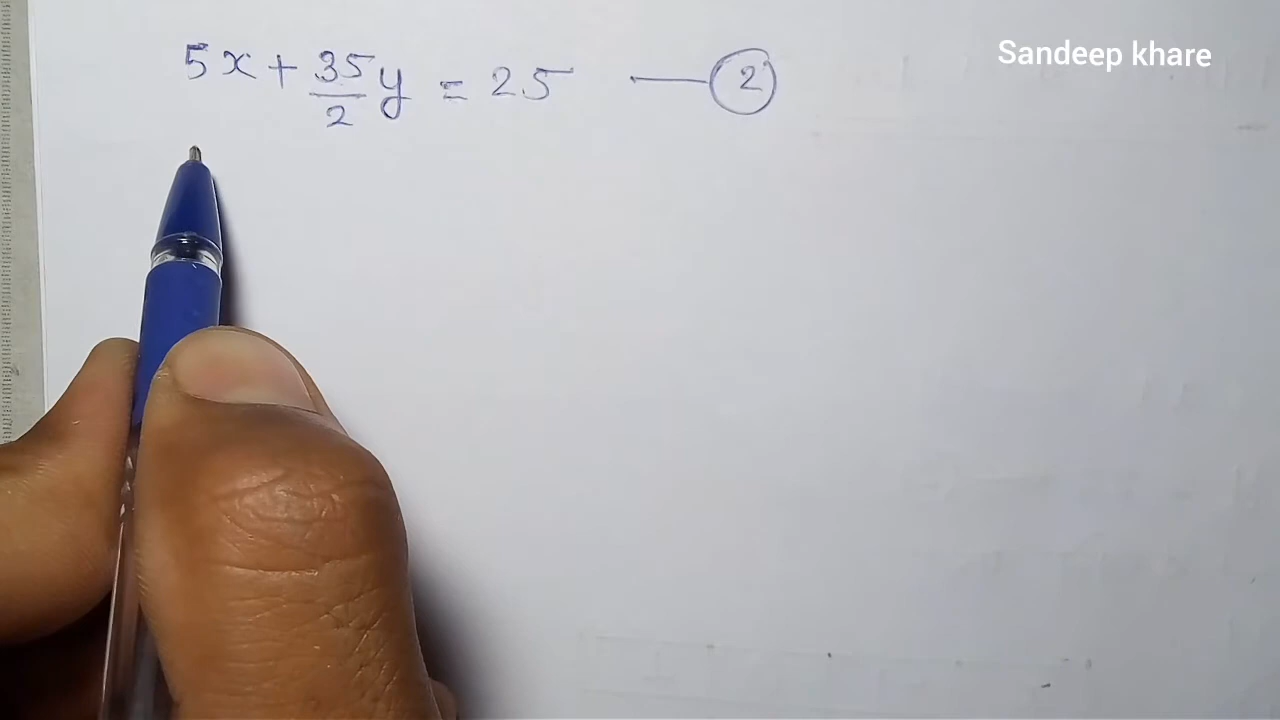 Sandeep khare
5x + 35/2 y = 25 —— ②